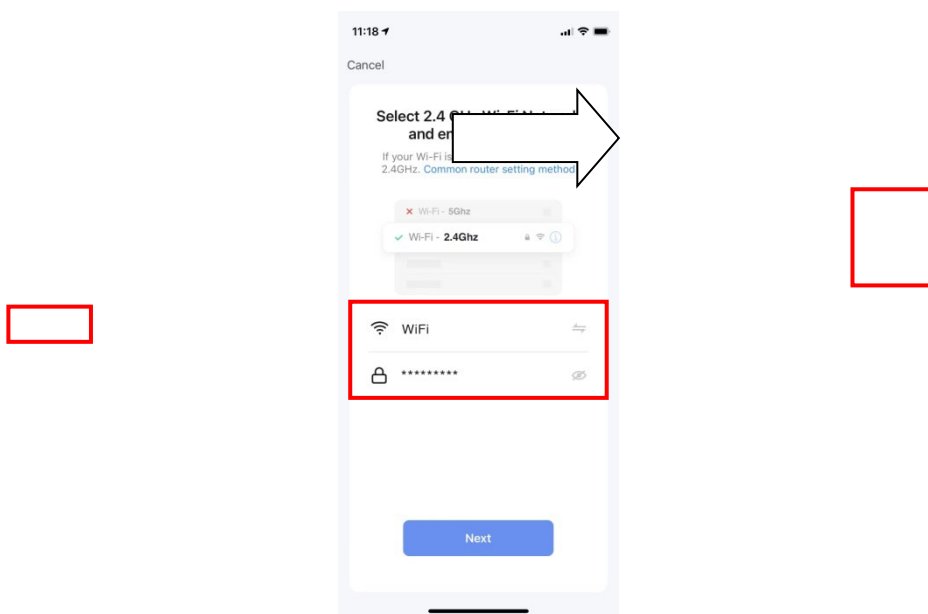 11:18
Cancel
Select 2.4
and en
If your Wi-Fi is
2.4GHz. Common router setting method
Wi-Fi - 5Ghz
Wi-Fi - 2.4Ghz
WiFi
*********
Next